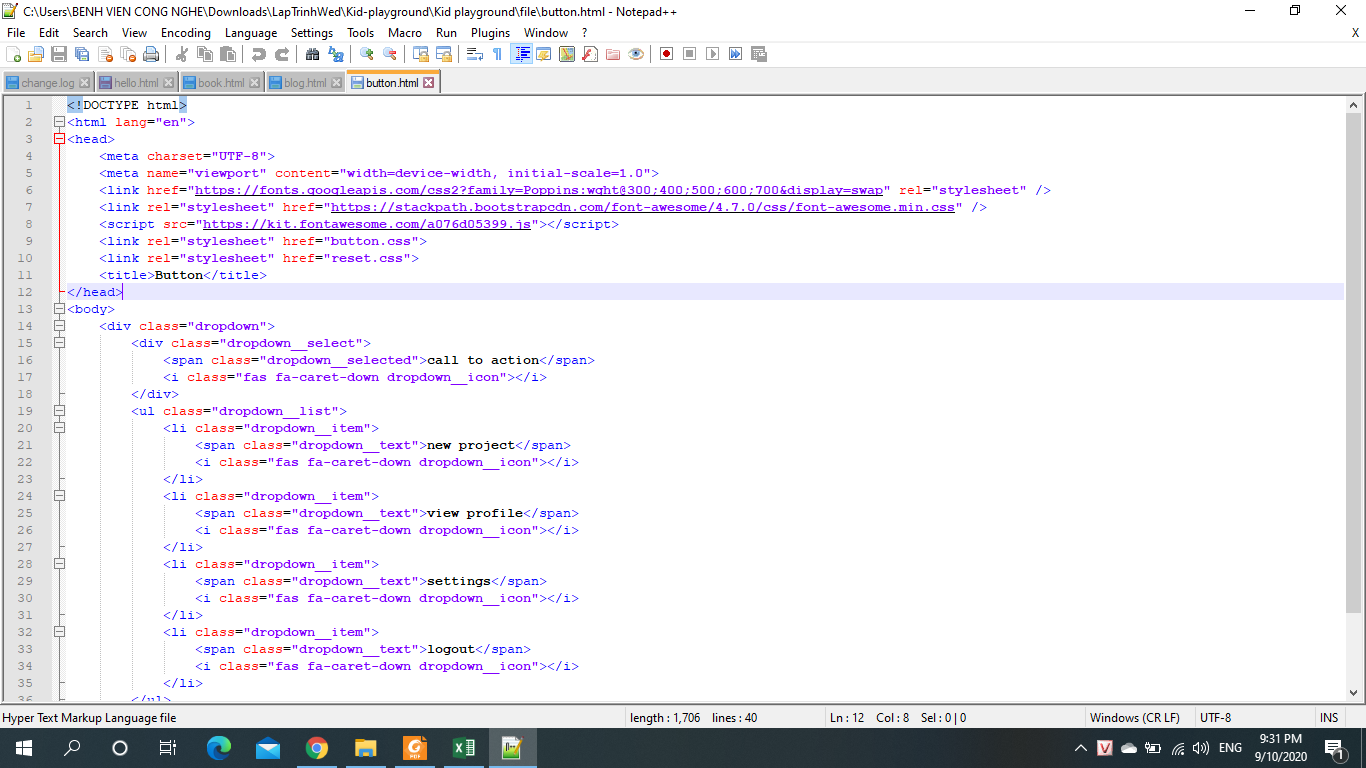 C:\Users\BENH VIEN CONG NGHE\Downloads\LapTrinhWed\Kid-playground\Kid playground\file\button.html - Notepad++
File Edit Search View Encoding Language Settings Tools Macro Run Plugins Window ? X
change.log hello.html book.html blog.html button.html
1 <!DOCTYPE html>
2 <html lang="en">
3 <head>
4 <meta charset="UTF-8">
5 <meta name="viewport" content="width=device-width, initial-scale=1.0">
6 <link href="https://fonts.googleapis.com/css2?family=Poppins:wght@300;400;500;600;700&display=swap" rel="stylesheet" />
7 <link rel="stylesheet" href="https://stackpath.bootstrapcdn.com/font-awesome/4.7.0/css/font-awesome.min.css" />
8 <script src="https://kit.fontawesome.com/a076d05399.js"></script>
9 <link rel="stylesheet" href="button.css">
10 <link rel="stylesheet" href="reset.css">
11 <title>Button</title>
12 </head>
13 <body>
14 <div class="dropdown">
15 <div class="dropdown__select">
16 <span class="dropdown__selected">call to action</span>
17 <i class="fas fa-caret-down dropdown__icon"></i>
18 </div>
19 <ul class="dropdown__list">
20 <li class="dropdown__item">
21 <span class="dropdown__text">new project</span>
22 <i class="fas fa-caret-down dropdown__icon"></i>
23 </li>
24 <li class="dropdown__item">
25 <span class="dropdown__text">view profile</span>
26 <i class="fas fa-caret-down dropdown__icon"></i>
27 </li>
28 <li class="dropdown__item">
29 <span class="dropdown__text">settings</span>
30 <i class="fas fa-caret-down dropdown__icon"></i>
31 </li>
32 <li class="dropdown__item">
33 <span class="dropdown__text">logout</span>
34 <i class="fas fa-caret-down dropdown__icon"></i>
35 </li>
36 </ul>
Hyper Text Markup Language file length : 1,706 lines : 40 Ln : 12 Col : 8 Sel : 0 | 0 Windows (CR LF) UTF-8 INS
ENG 9:31 PM
9/10/2020 1